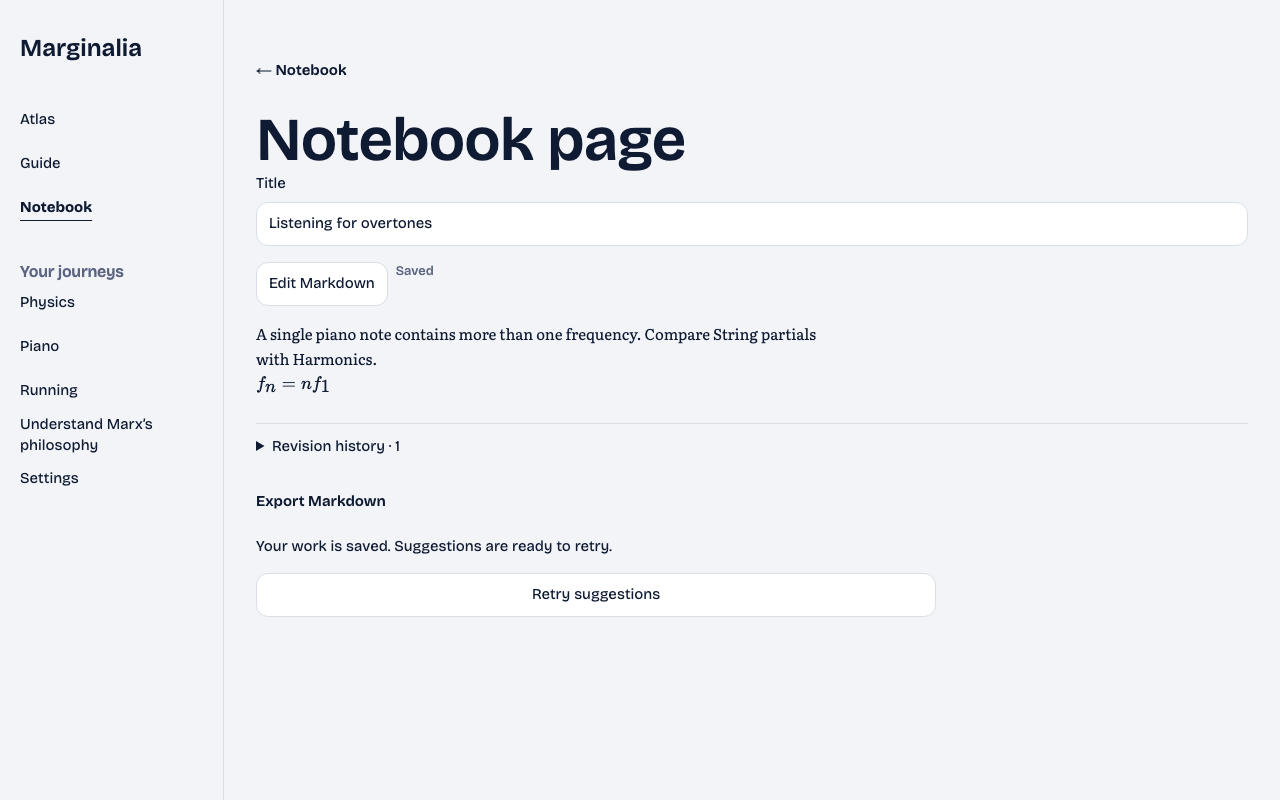 Marginalia
Atlas
Guide
Notebook
Your journeys
Physics
Piano
Running
Understand Marx's
philosophy
Settings
← Notebook
Notebook page
Title
Listening for overtones
Edit Markdown
Saved
A single piano note contains more than one frequency. Compare String partials
with Harmonics.
fₙ = nf₁
▶ Revision history · 1
Export Markdown
Your work is saved. Suggestions are ready to retry.
Retry suggestions